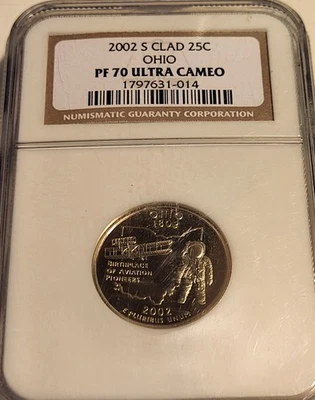 2002 S CLAD 25C
OHIO
PF 70 ULTRA CAMEO
1797631-014
NUMISMATIC GUARANTY CORPORATION
OHIO
1803
BIRTHPLACE
OF AVIATION
PIONEERS
2002
E PLURIBUS UNUM